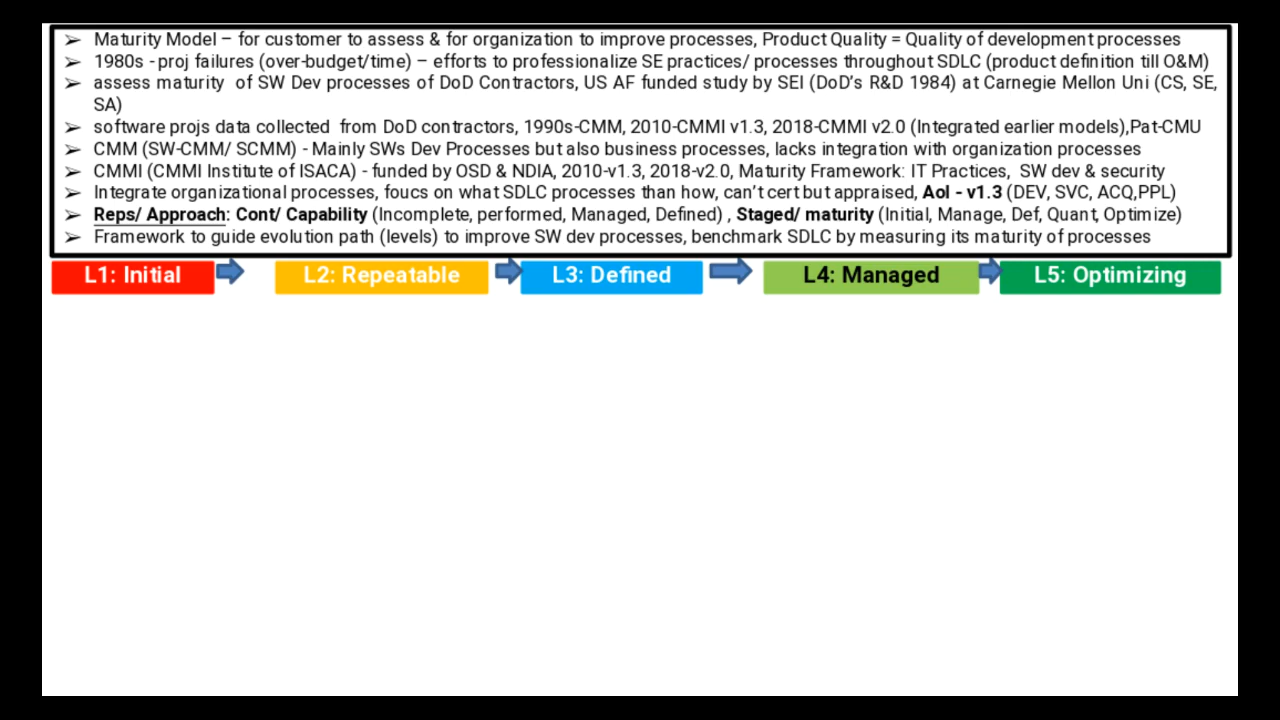 ➢ Maturity Model – for customer to assess & for organization to improve processes, Product Quality = Quality of development processes
➢ 1980s - proj failures (over-budget/time) – efforts to professionalize SE practices/ processes throughout SDLC (product definition till O&M)
➢ assess maturity of SW Dev processes of DoD Contractors, US AF funded study by SEI (DoD's R&D 1984) at Carnegie Mellon Uni (CS, SE,
SA)
➢ software projs data collected from DoD contractors, 1990s-CMM, 2010-CMMI v1.3, 2018-CMMI v2.0 (Integrated earlier models),Pat-CMU
➢ CMM (SW-CMM/ SCMM) - Mainly SWs Dev Processes but also business processes, lacks integration with organization processes
➢ CMMI (CMMI Institute of ISACA) - funded by OSD & NDIA, 2010-v1.3, 2018-v2.0, Maturity Framework: IT Practices, SW dev & security
➢ Integrate organizational processes, foucs on what SDLC processes than how, can't cert but appraised, AoI - v1.3 (DEV, SVC, ACQ,PPL)
➢ Reps/ Approach: Cont/ Capability (Incomplete, performed, Managed, Defined) , Staged/ maturity (Initial, Manage, Def, Quant, Optimize)
➢ Framework to guide evolution path (levels) to improve SW dev processes, benchmark SDLC by measuring its maturity of processes
L1: Initial L2: Repeatable L3: Defined L4: Managed L5: Optimizing